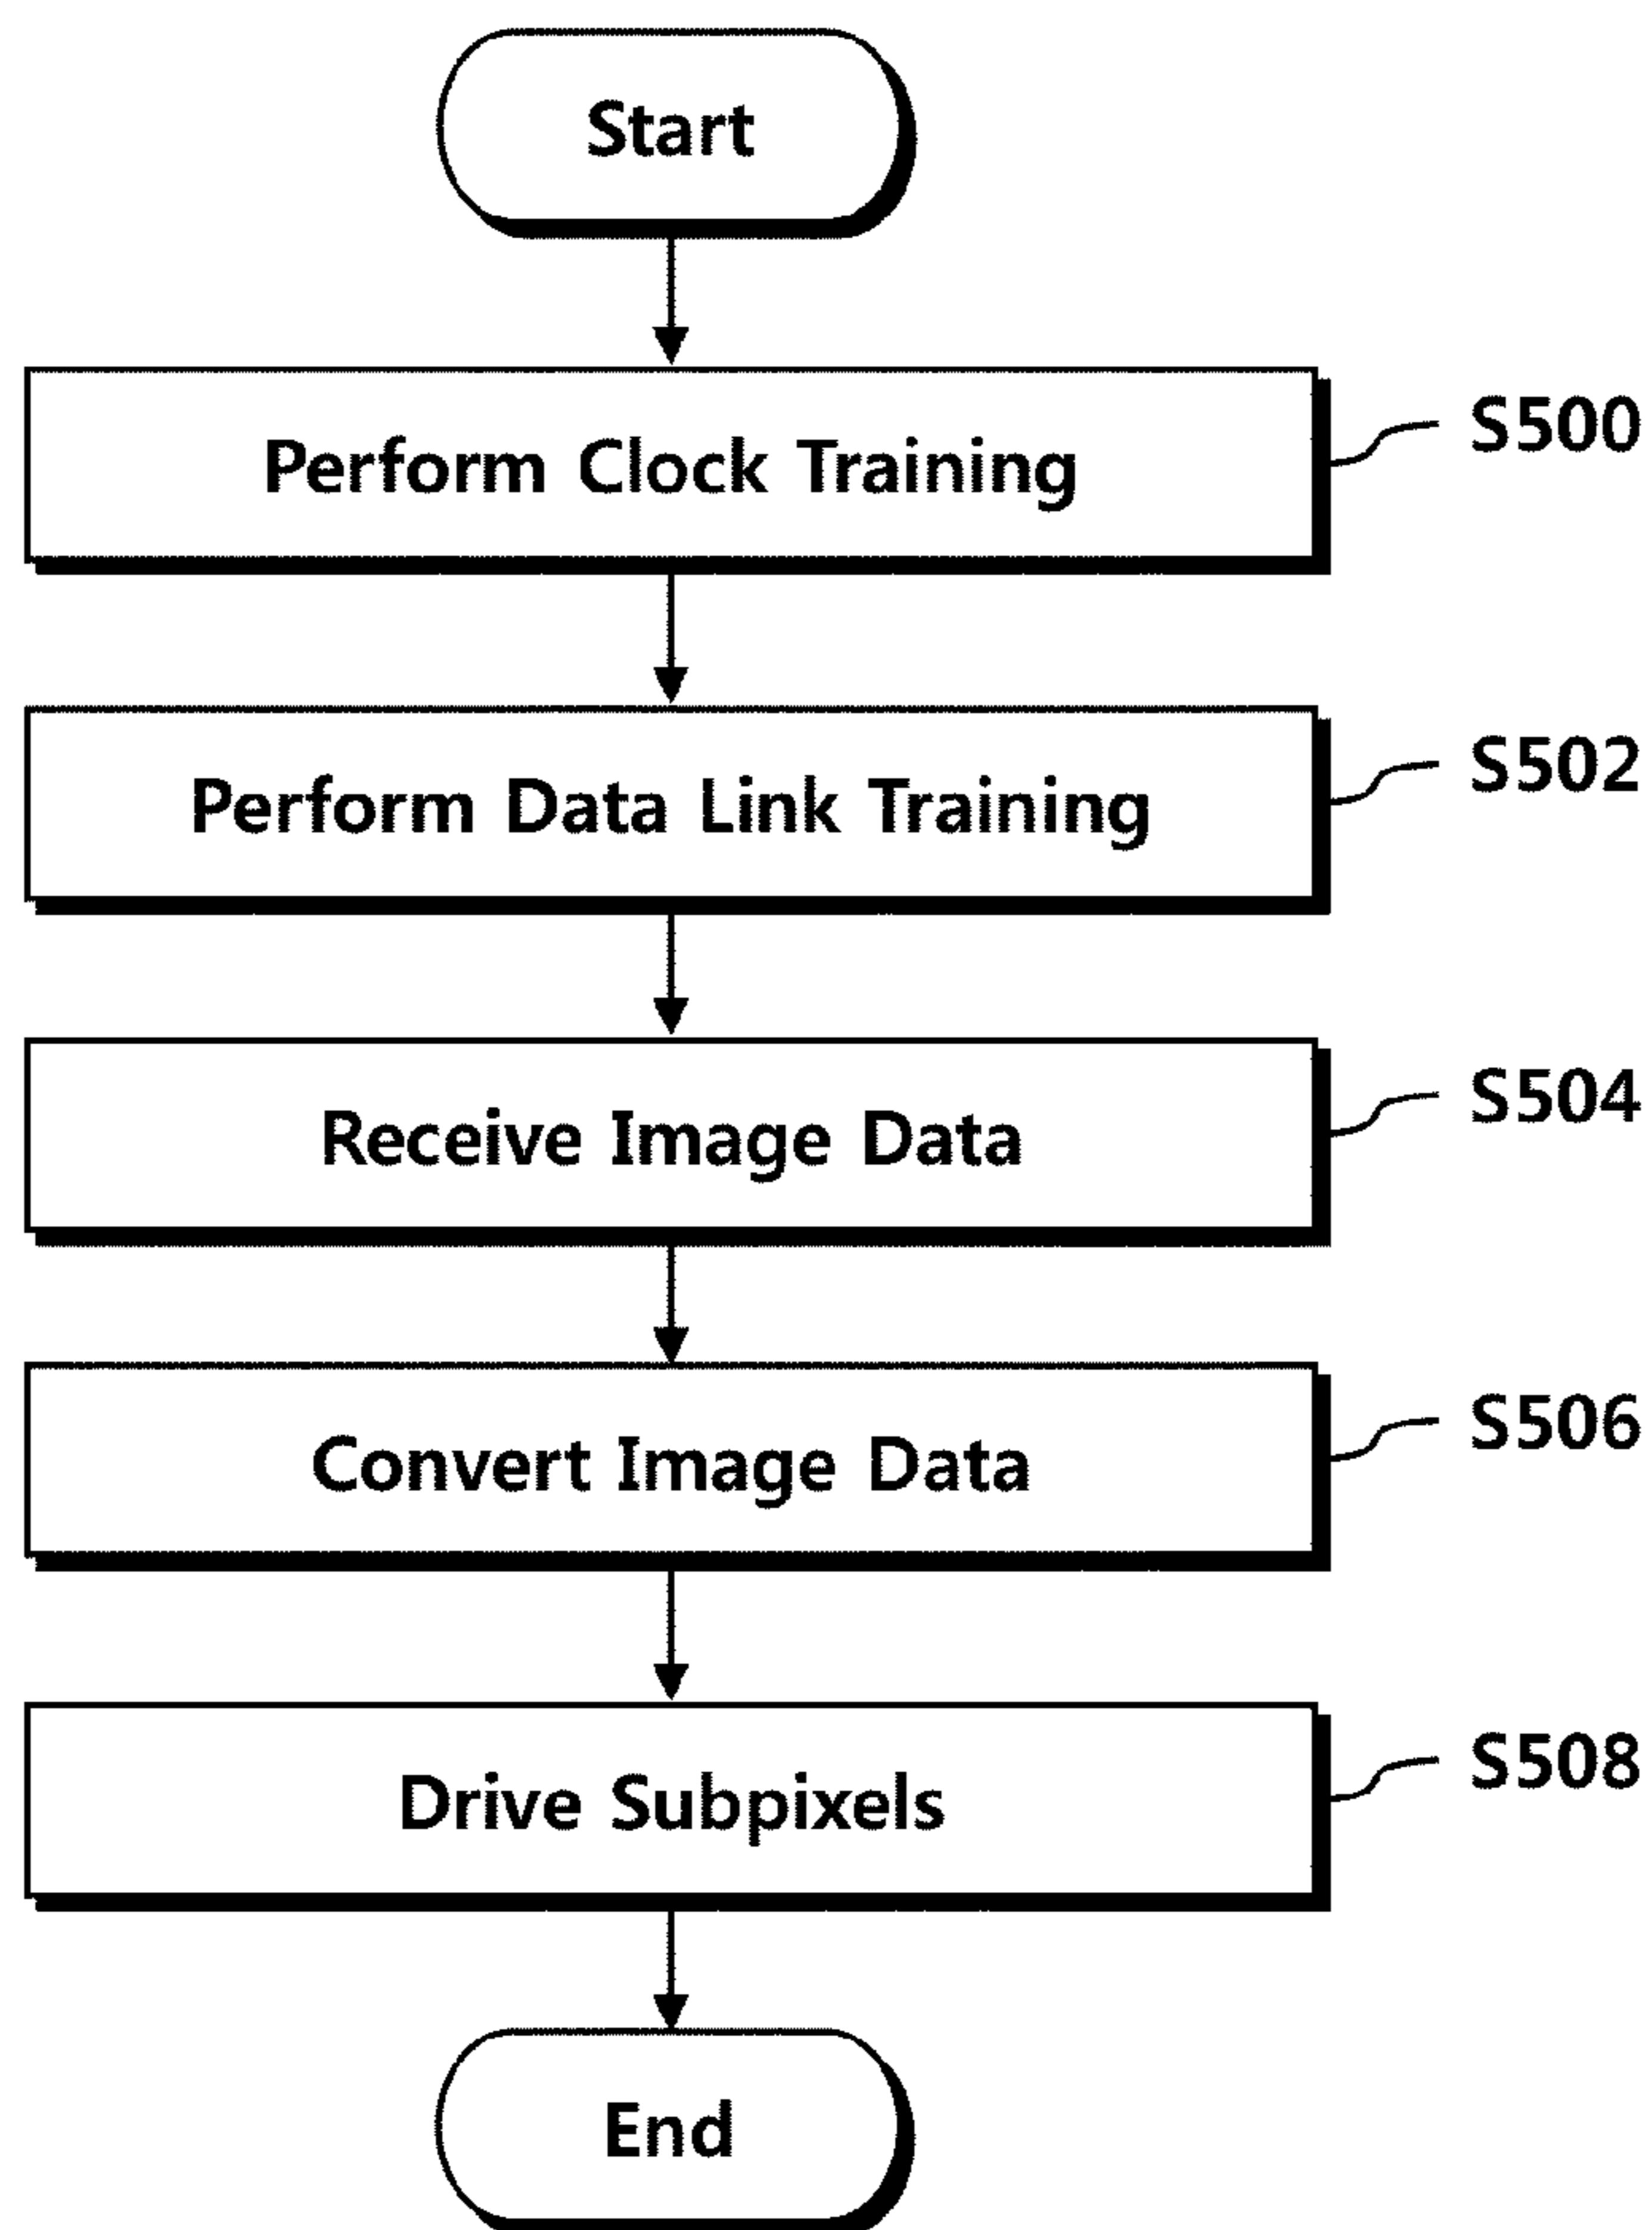 Start
Perform Clock Training
S500
Perform Data Link Training
S502
Receive Image Data
S504
Convert Image Data
S506
Drive Subpixels
S508
End